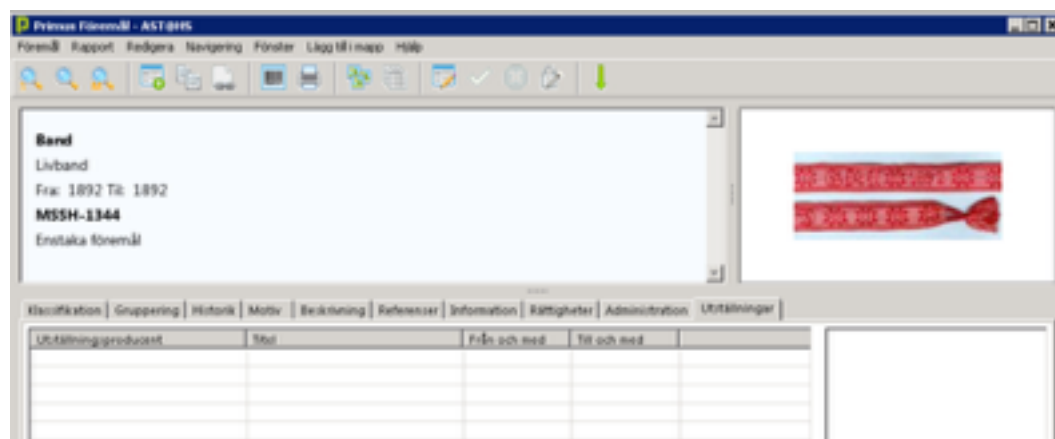 Primus Föremål - AST@HS
Föremål Rapport Redigera Navigering Fönster Lägg till i mapp Hjälp
Band
Livband
Fra: 1892 Til: 1892
MSSH-1344
Enstaka föremål
Klassifikation Gruppering Historik Motiv Beskrivning Referenser Information Rättigheter Administration Utställningar
Utställningsproducent Titel Från och med Till och med